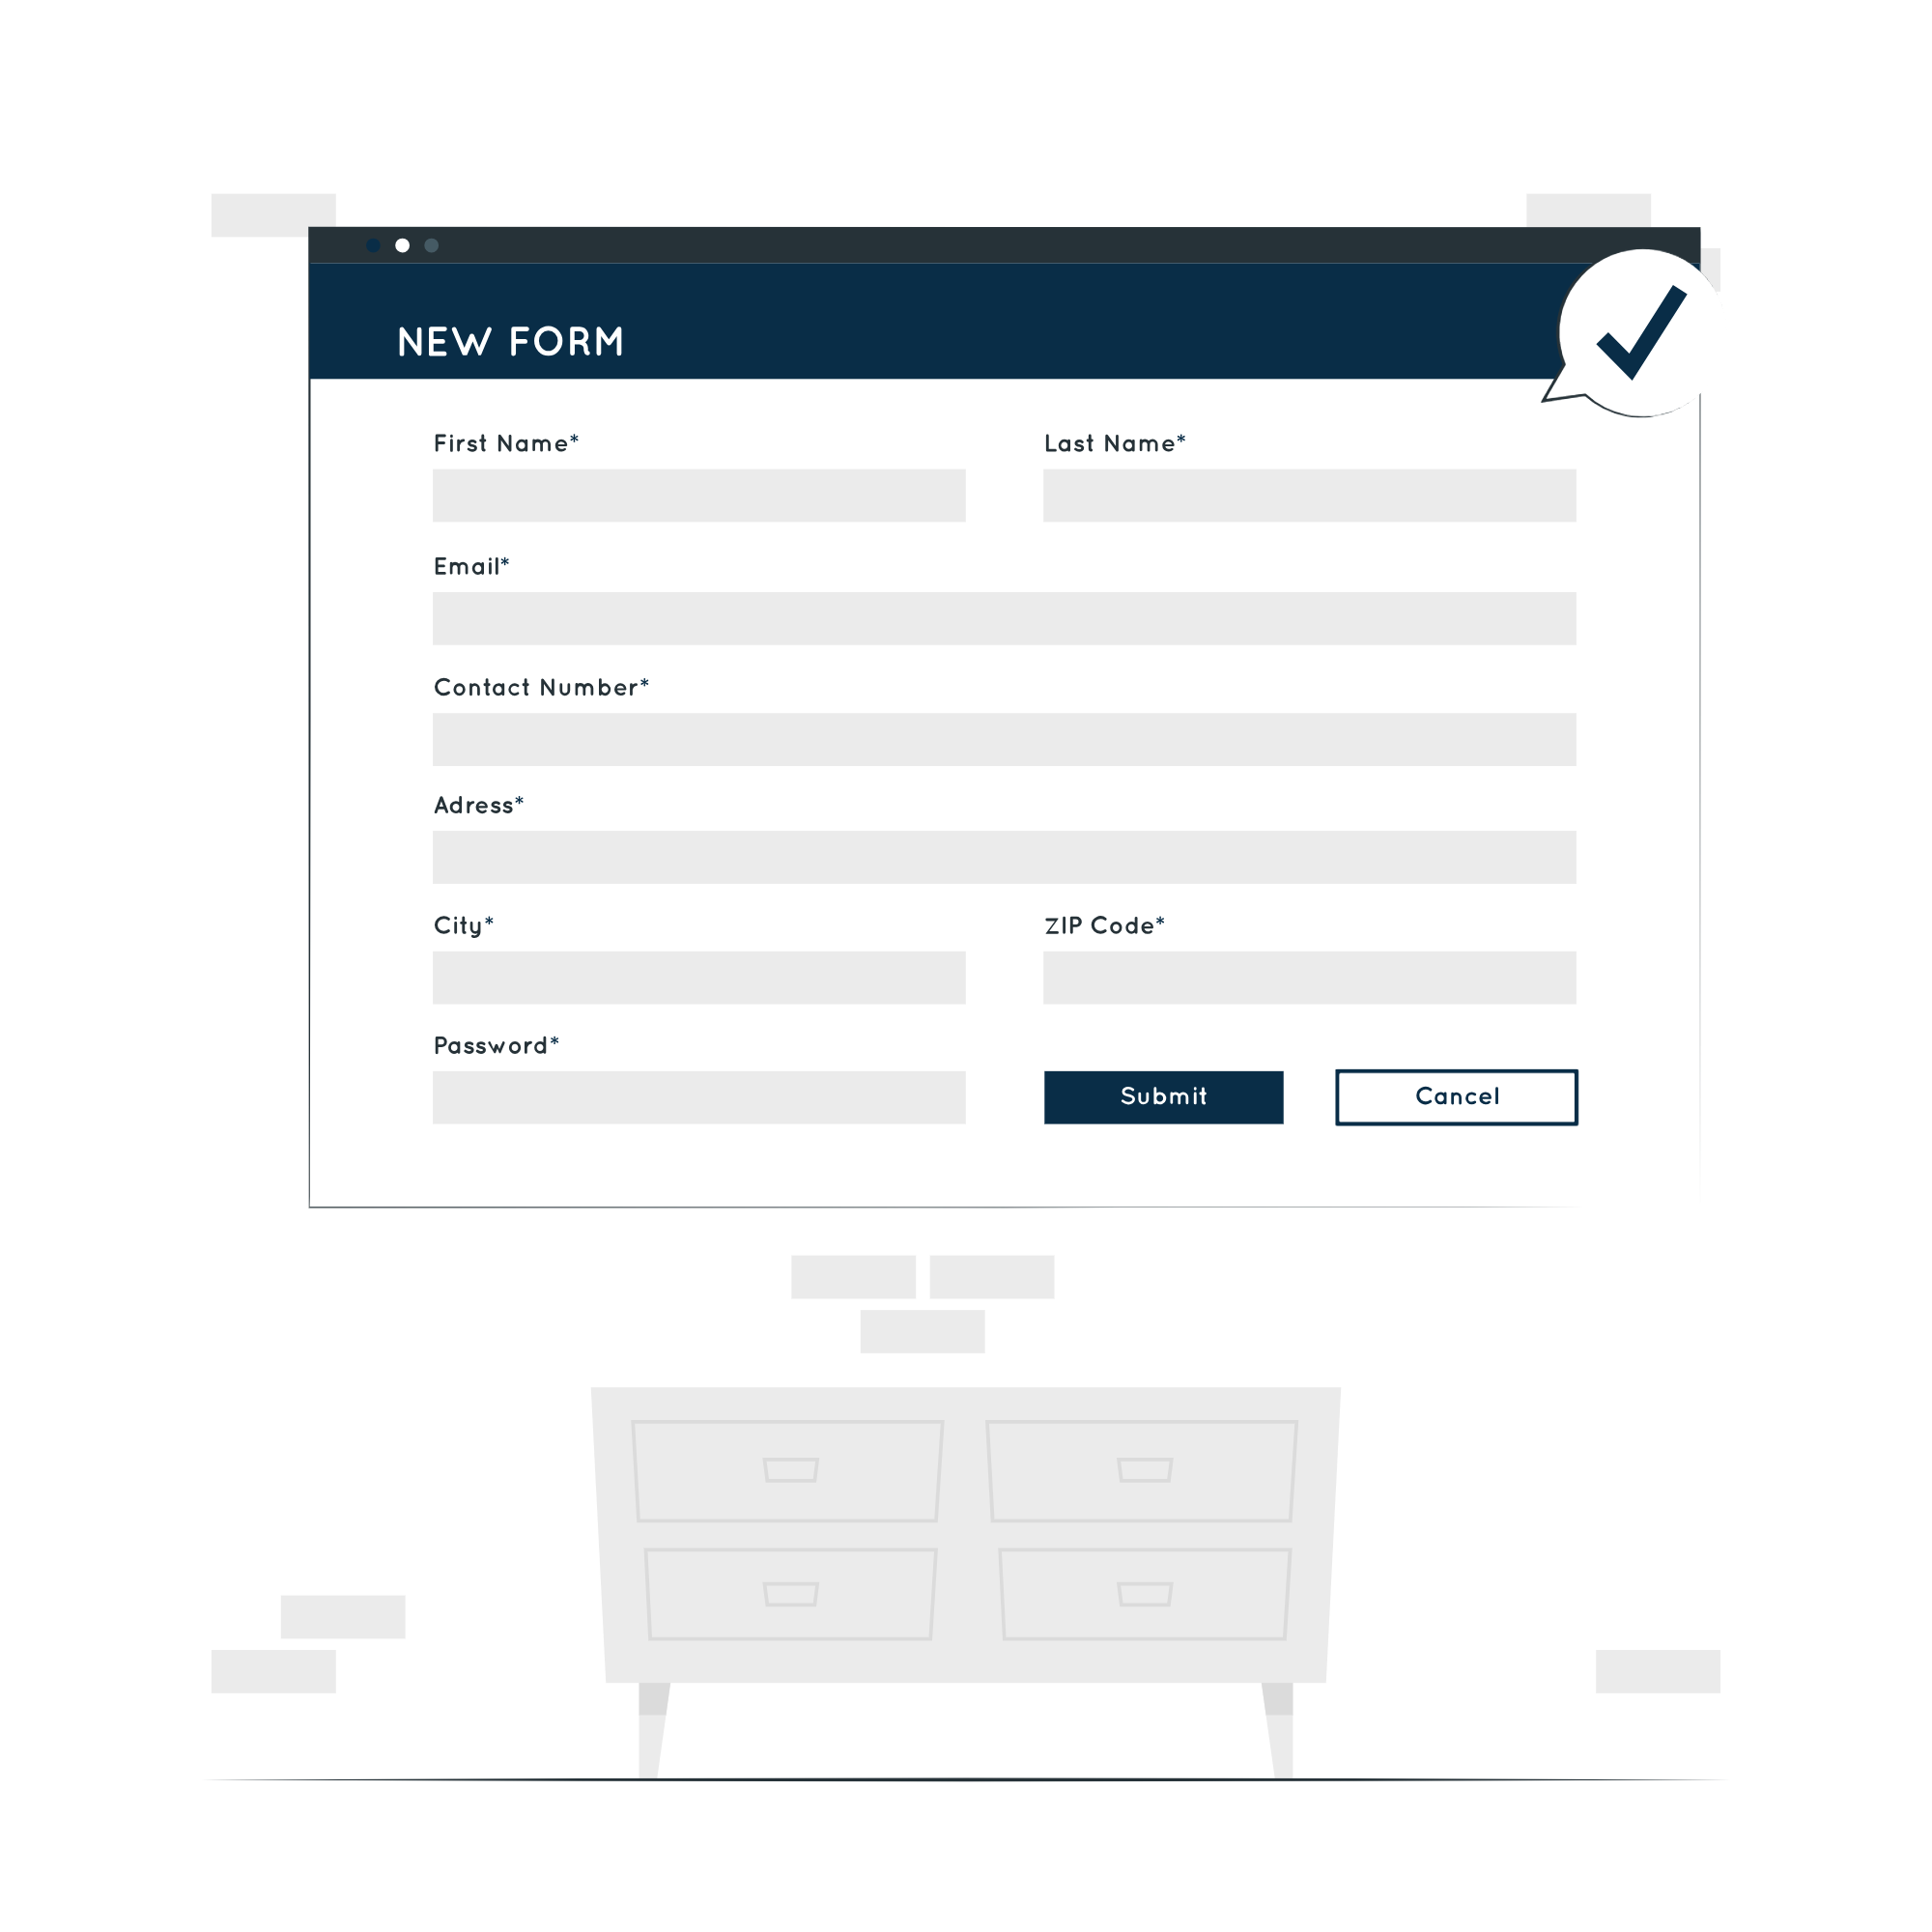 NEW FORM
First Name* Last Name*
Email*
Contact Number*
Adress*
City* ZIP Code*
Password*
Submit Cancel